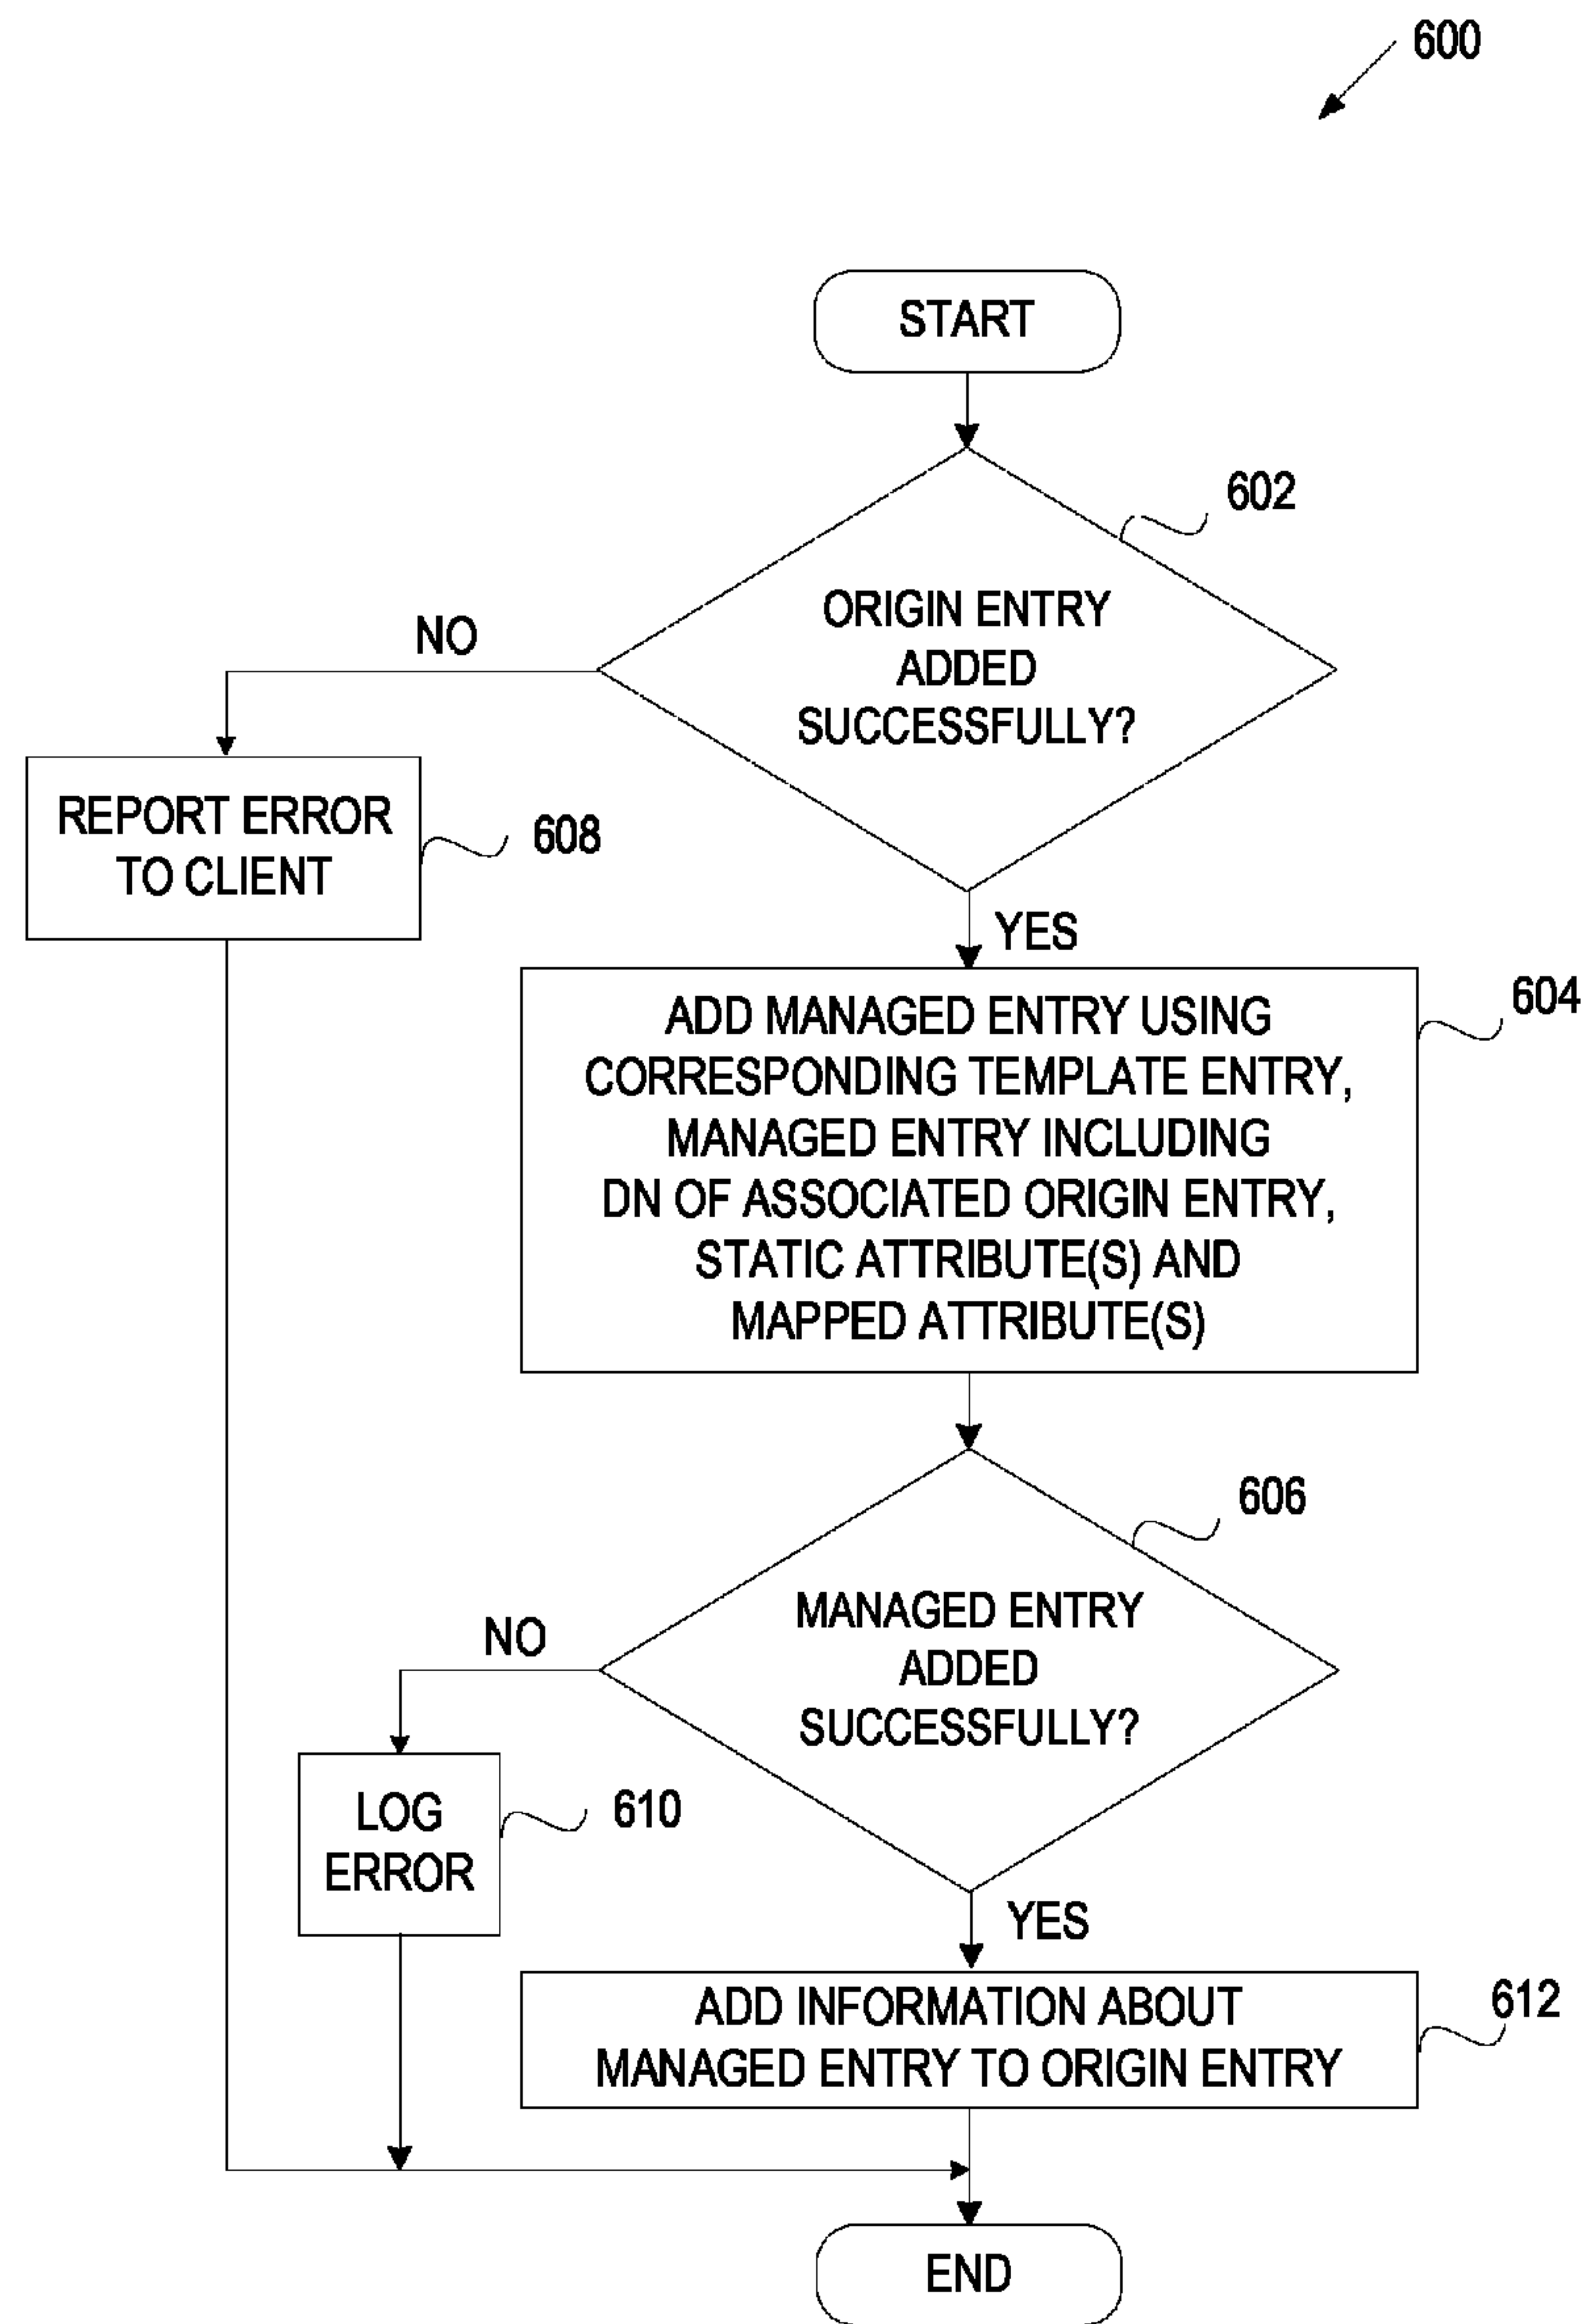 600
START
602
ORIGIN ENTRY
ADDED
SUCCESSFULLY?
NO
REPORT ERROR
TO CLIENT
608
YES
604
ADD MANAGED ENTRY USING
CORRESPONDING TEMPLATE ENTRY,
MANAGED ENTRY INCLUDING
DN OF ASSOCIATED ORIGIN ENTRY,
STATIC ATTRIBUTE(S) AND
MAPPED ATTRIBUTE(S)
606
MANAGED ENTRY
ADDED
SUCCESSFULLY?
NO
LOG
ERROR
610
YES
ADD INFORMATION ABOUT
MANAGED ENTRY TO ORIGIN ENTRY
612
END